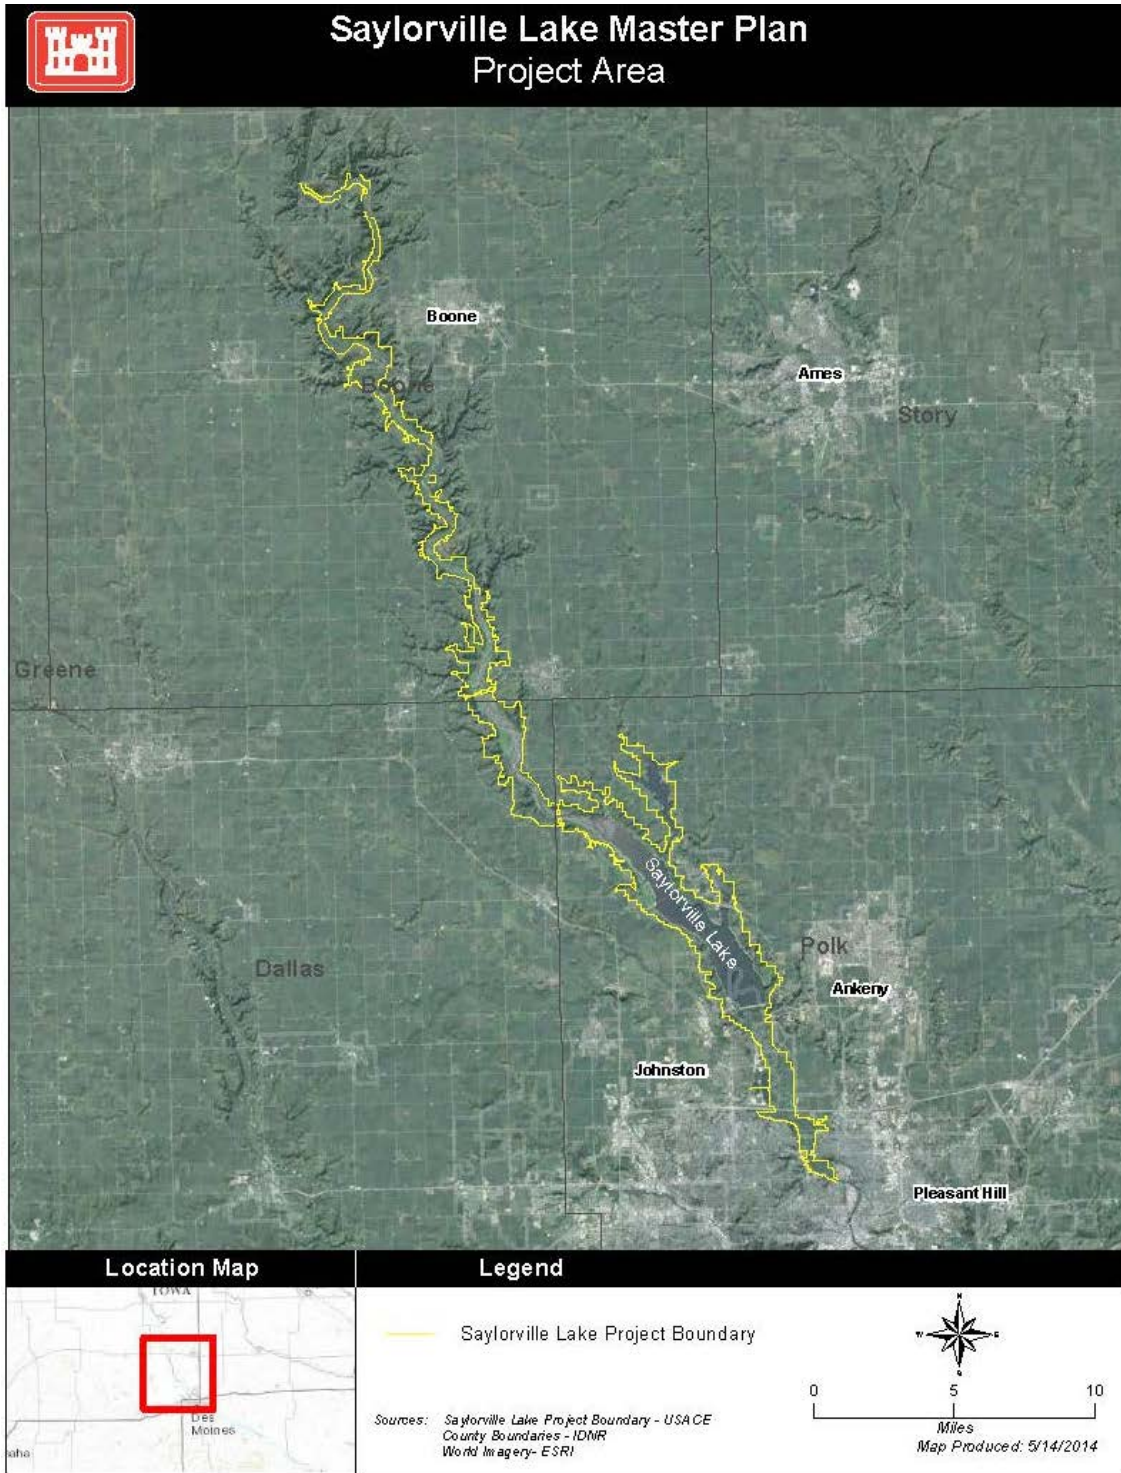 Saylorville Lake Master Plan
Project Area
Boone
Boone
Ames
Story
Greene
Saylorville Lake
Polk
Dallas
Ankeny
Johnston
Pleasant Hill
Location Map
Legend
IOWA
Des
Moines
aha
Saylorville Lake Project Boundary
N
W
E
S
0 5 10
Miles
Sources: Saylorville Lake Project Boundary - USACE
County Boundaries - IDNR
World Imagery- ESRI
Map Produced: 5/14/2014